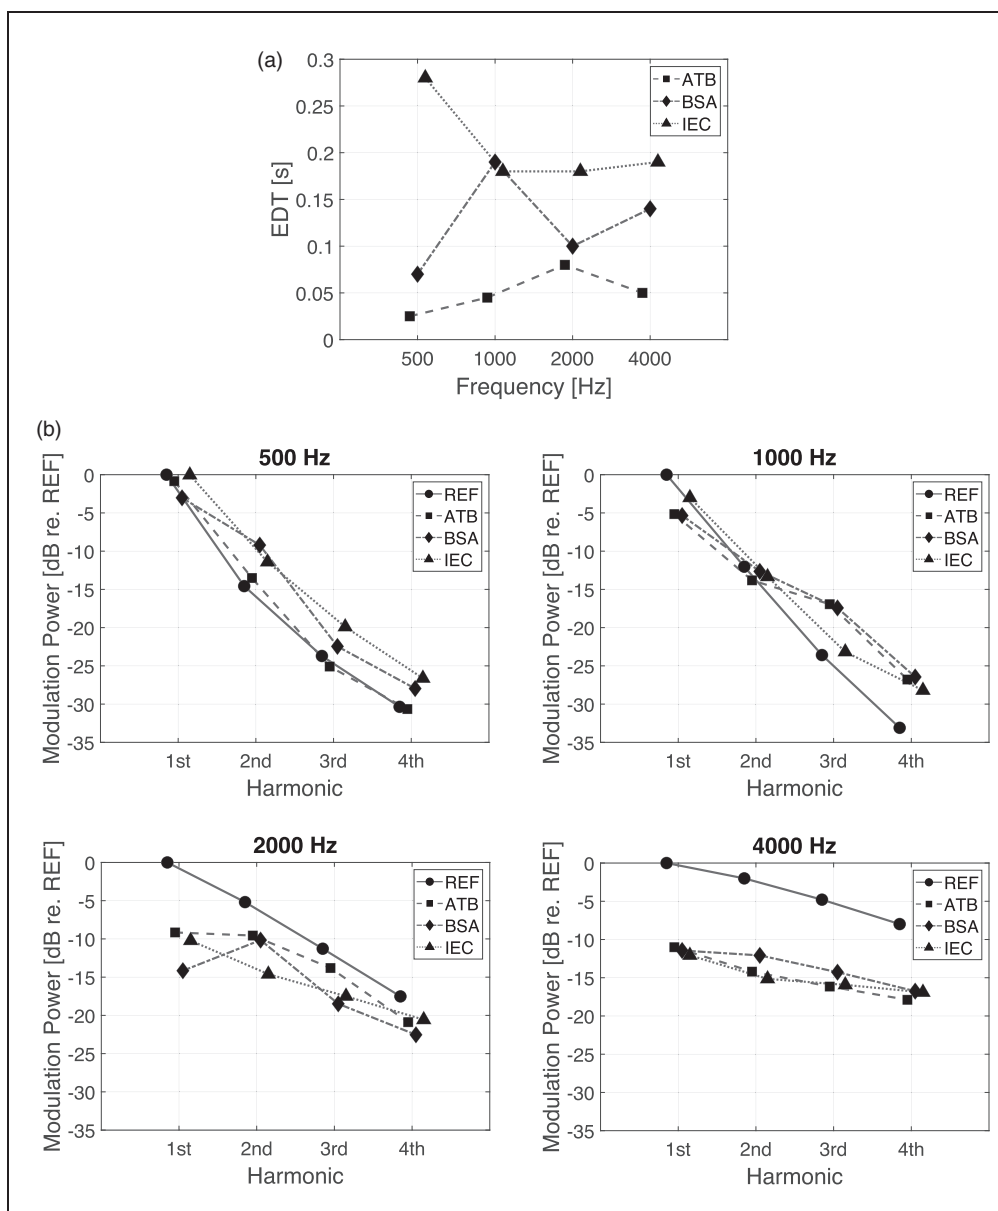 (a)
0.3
0.25
0.2
0.15
0.1
0.05
0
EDT [s]
ATB
BSA
IEC
500 1000 2000 4000
Frequency [Hz]
(b)
500 Hz
0
-5
-10
-15
-20
-25
-30
-35
Modulation Power [dB re. REF]
REF
ATB
BSA
IEC
1st 2nd 3rd 4th
Harmonic
1000 Hz
0
-5
-10
-15
-20
-25
-30
-35
Modulation Power [dB re. REF]
REF
ATB
BSA
IEC
1st 2nd 3rd 4th
Harmonic
2000 Hz
0
-5
-10
-15
-20
-25
-30
-35
Modulation Power [dB re. REF]
REF
ATB
BSA
IEC
1st 2nd 3rd 4th
Harmonic
4000 Hz
0
-5
-10
-15
-20
-25
-30
-35
Modulation Power [dB re. REF]
REF
ATB
BSA
IEC
1st 2nd 3rd 4th
Harmonic